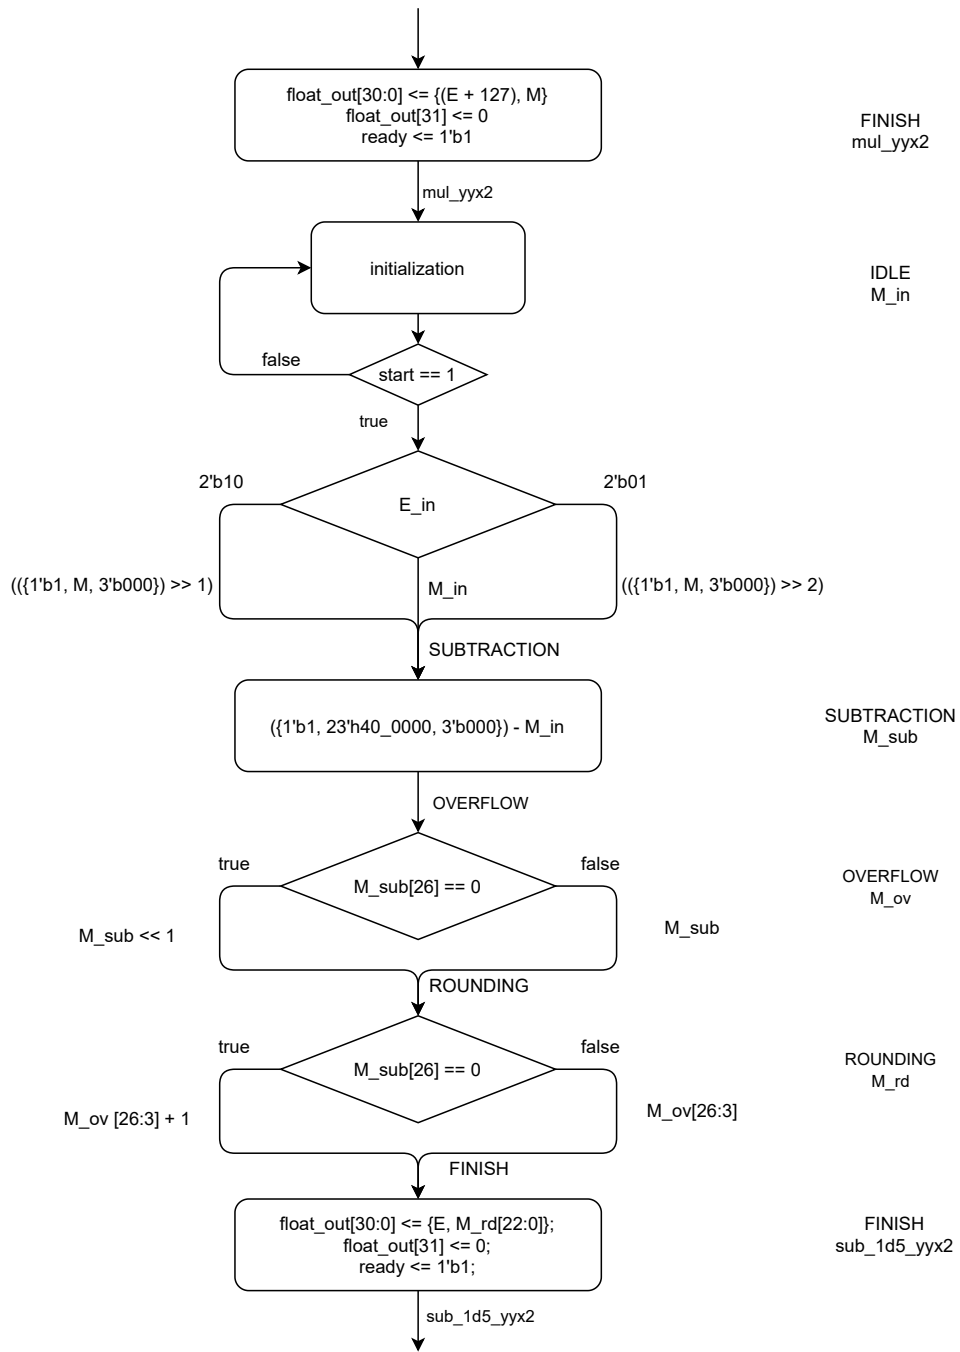 float_out[30:0] <= {(E + 127), M}
float_out[31] <= 0
ready <= 1'b1
FINISH
mul_yyx2
mul_yyx2
initialization
IDLE
M_in
false
start == 1
true
2'b10
E_in
2'b01
(({1'b1, M, 3'b000}) >> 1)
M_in
(({1'b1, M, 3'b000}) >> 2)
SUBTRACTION
({1'b1, 23'h40_0000, 3'b000}) - M_in
SUBTRACTION
M_sub
OVERFLOW
true
M_sub[26] == 0
false
OVERFLOW
M_ov
M_sub << 1
M_sub
ROUNDING
true
M_sub[26] == 0
false
ROUNDING
M_rd
M_ov [26:3] + 1
M_ov[26:3]
FINISH
float_out[30:0] <= {E, M_rd[22:0]};
float_out[31] <= 0;
ready <= 1'b1;
FINISH
sub_1d5_yyx2
sub_1d5_yyx2